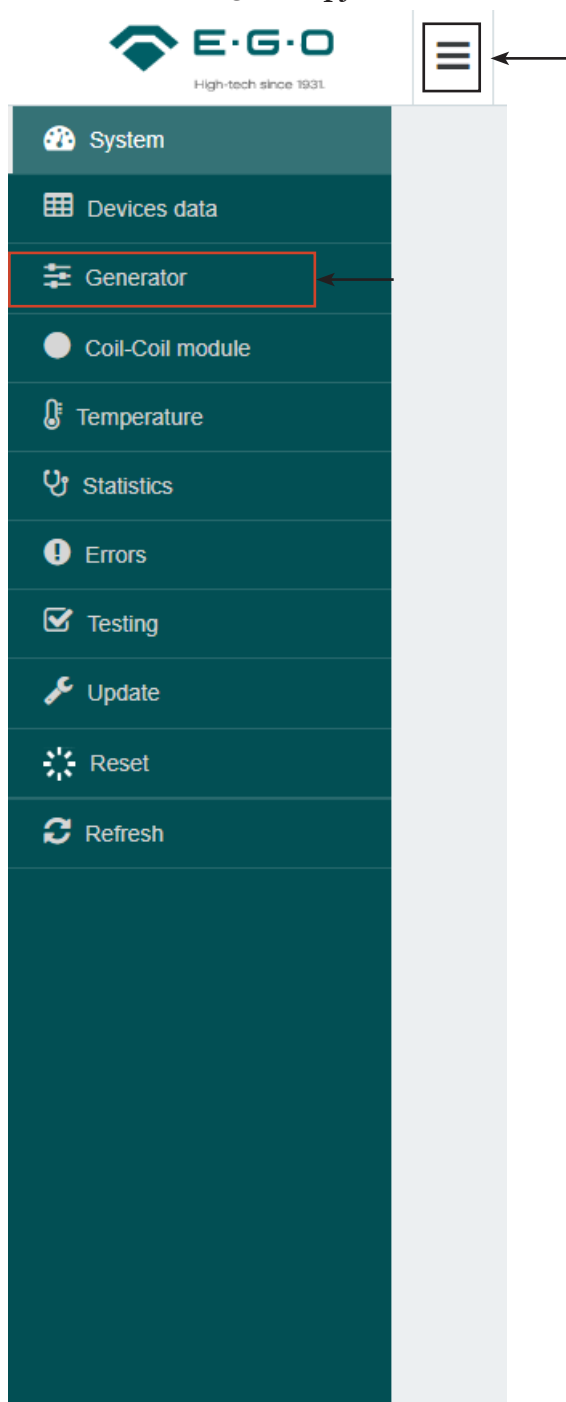 E·G·O
High-tech since 1931.
System
Devices data
Generator
Coil-Coil module
Temperature
Statistics
Errors
Testing
Update
Reset
Refresh